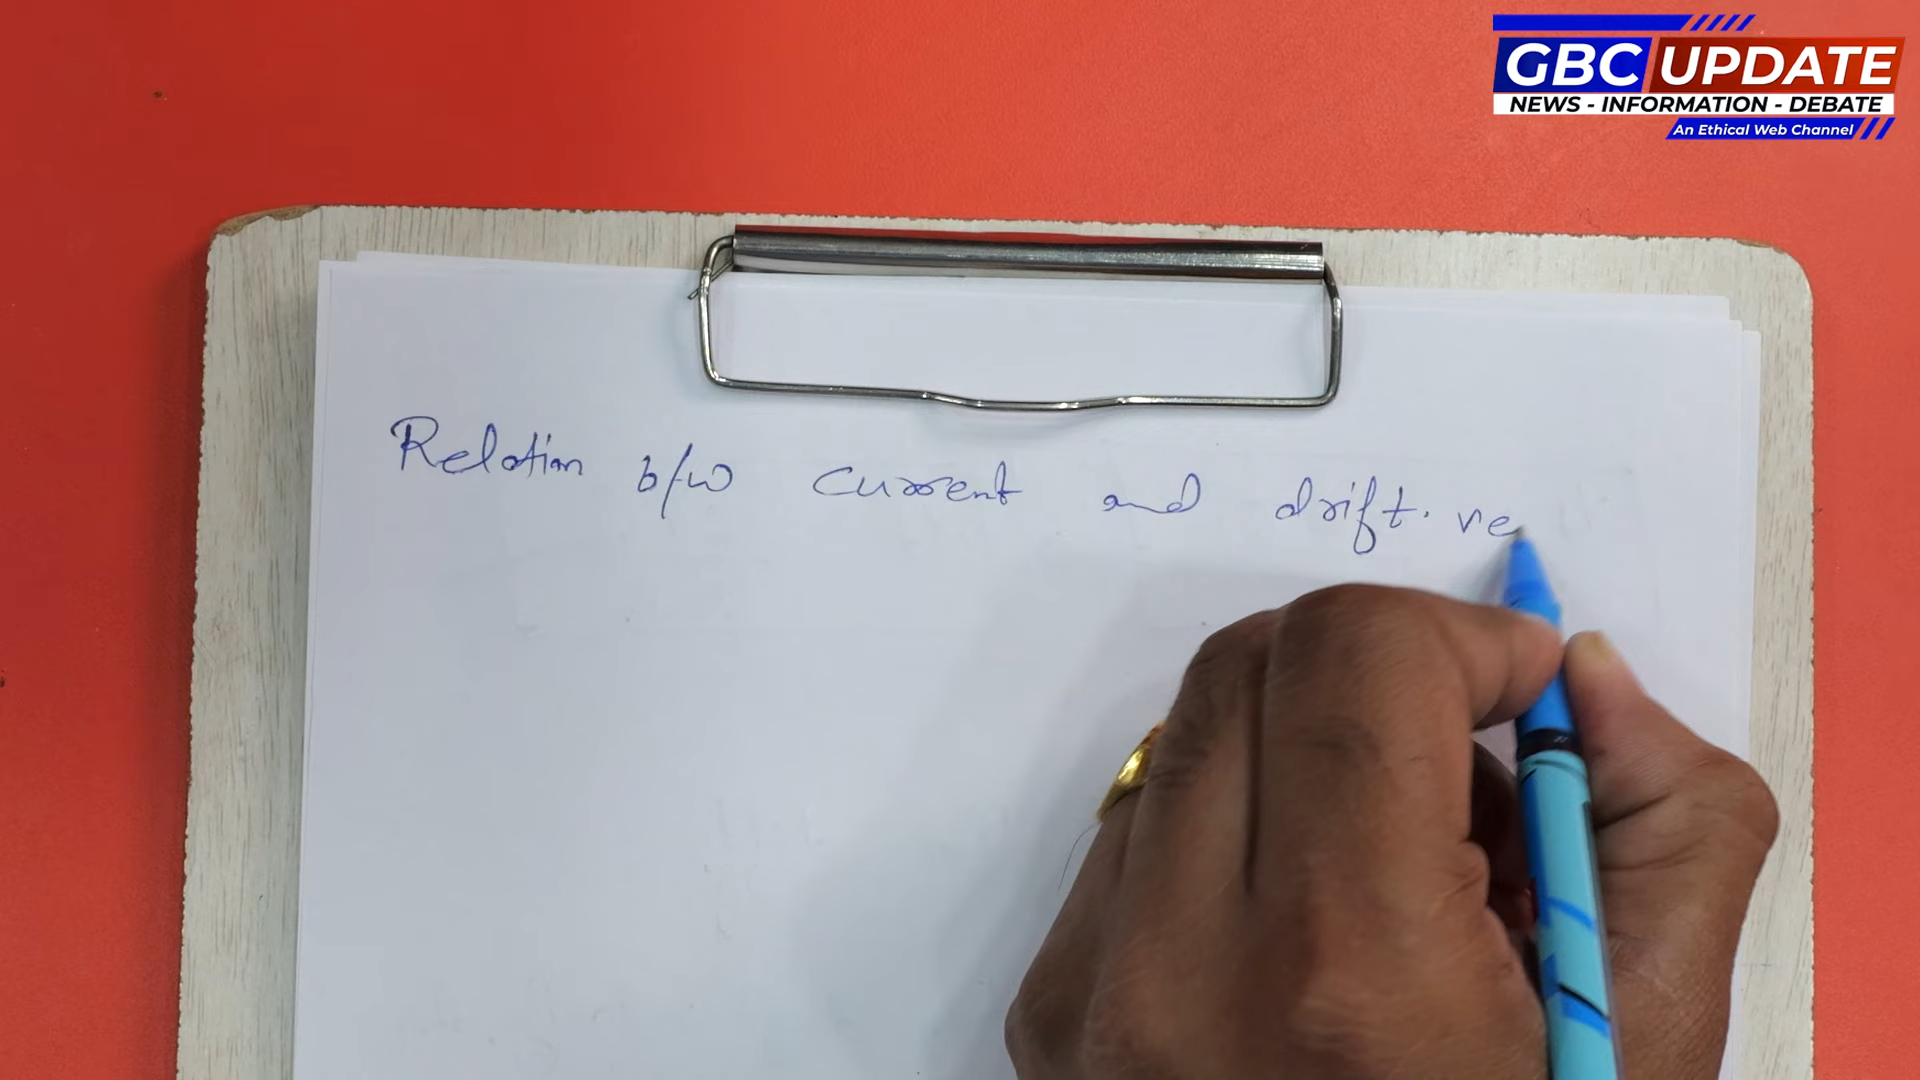 GBC UPDATE
NEWS - INFORMATION - DEBATE
An Ethical Web Channel
Relation b/w current and drift. ve